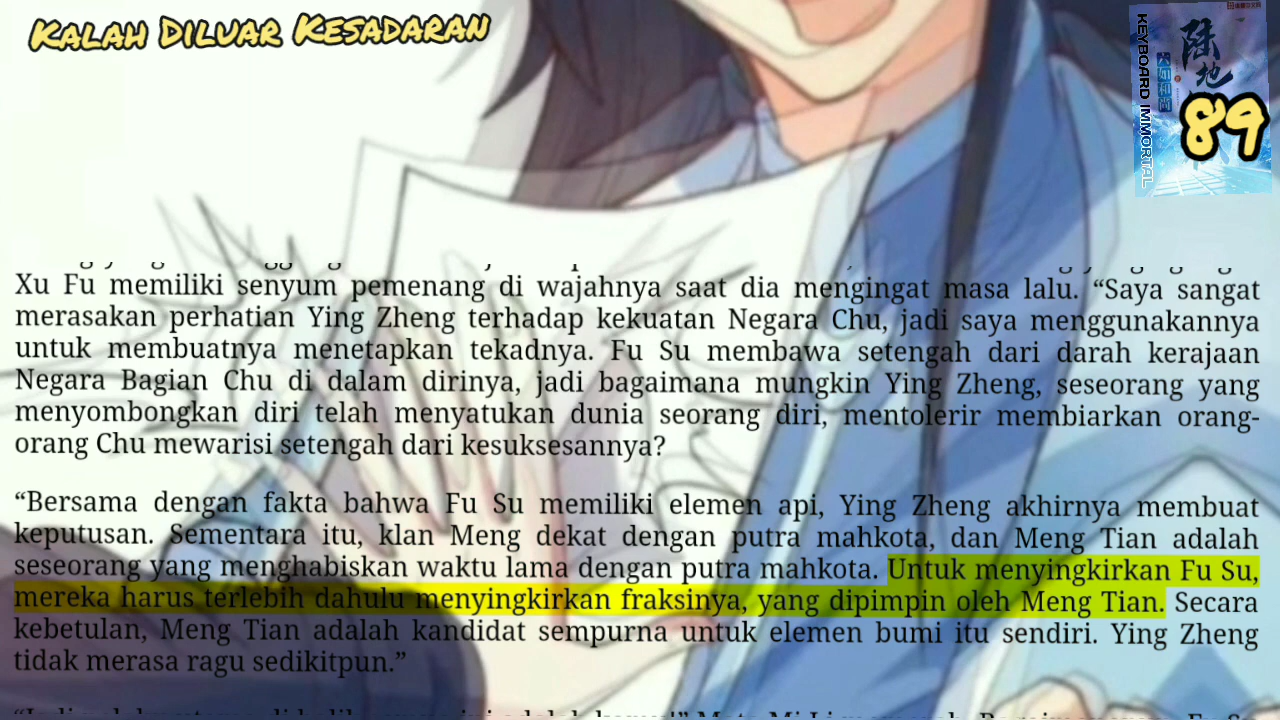 Kalah Diluar Kesadaran
陆地
KEYBOARD IMMORTAL
89
Xu Fu memiliki senyum pemenang di wajahnya saat dia mengingat masa lalu. “Saya sangat
merasakan perhatian Ying Zheng terhadap kekuatan Negara Chu, jadi saya menggunakannya
untuk membuatnya menetapkan tekadnya. Fu Su membawa setengah dari darah kerajaan
Negara Bagian Chu di dalam dirinya, jadi bagaimana mungkin Ying Zheng, seseorang yang
menyombongkan diri telah menyatukan dunia seorang diri, mentolerir membiarkan orang-
orang Chu mewarisi setengah dari kesuksesannya?
“Bersama dengan fakta bahwa Fu Su memiliki elemen api, Ying Zheng akhirnya membuat
keputusan. Sementara itu, klan Meng dekat dengan putra mahkota, dan Meng Tian adalah
seseorang yang menghabiskan waktu lama dengan putra mahkota. Untuk menyingkirkan Fu Su,
mereka harus terlebih dahulu menyingkirkan fraksinya, yang dipimpin oleh Meng Tian. Secara
kebetulan, Meng Tian adalah kandidat sempurna untuk elemen bumi itu sendiri. Ying Zheng
tidak merasa ragu sedikitpun.”